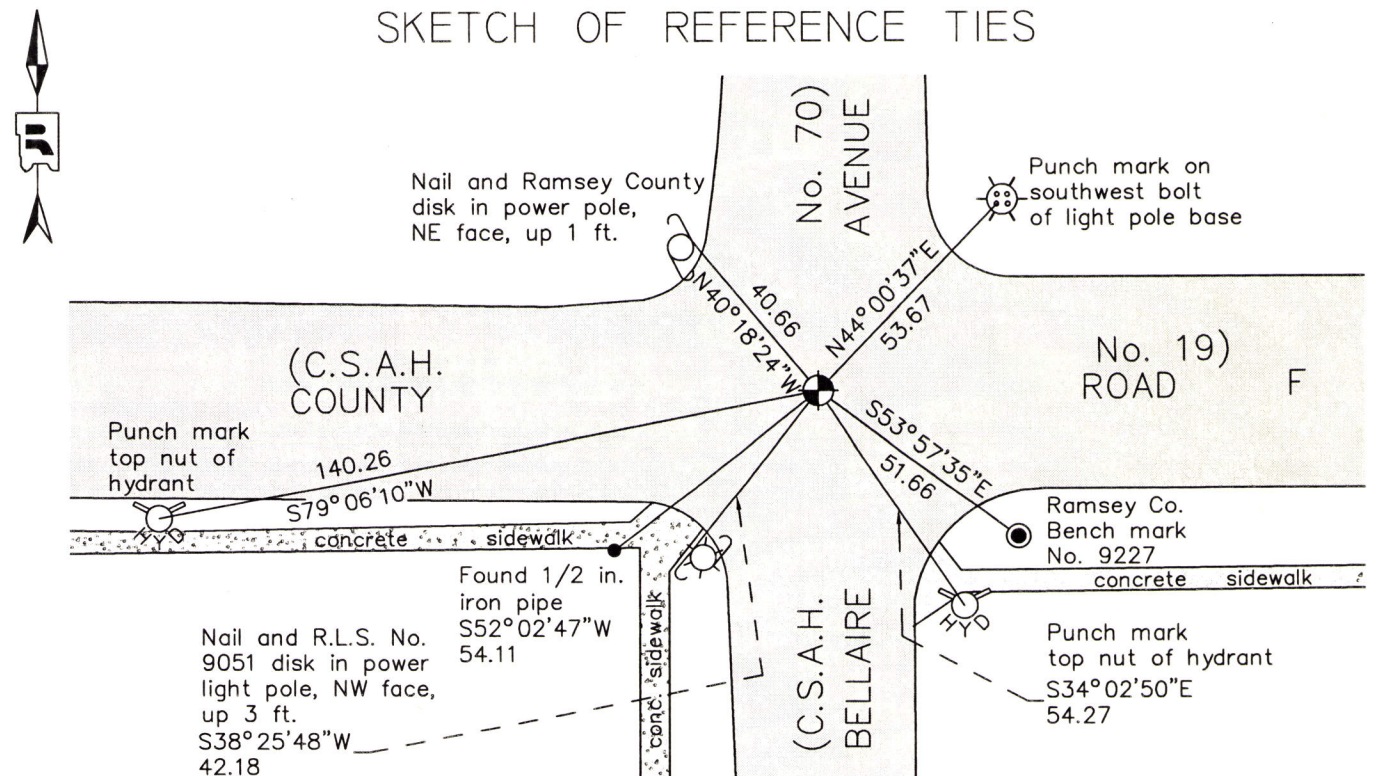 SKETCH OF REFERENCE TIES
R
Nail and Ramsey County
disk in power pole,
NE face, up 1 ft.
No. 70)
AVENUE
Punch mark on
southwest bolt
of light pole base
40.66
N40°18'24"W
N44°00'37"E
53.67
(C.S.A.H.
COUNTY
No. 19)
ROAD F
Punch mark
top nut of
hydrant
140.26
S79°06'10"W
S53°57'35"E
51.66
HYD
concrete sidewalk
Ramsey Co.
Bench mark
No. 9227
concrete sidewalk
Found 1/2 in.
iron pipe
S52°02'47"W
54.11
conc. sidewalk
HYD
Nail and R.L.S. No.
9051 disk in power
light pole, NW face,
up 3 ft.
S38°25'48"W
42.18
(C.S.A.H.
BELLAIRE
Punch mark
top nut of hydrant
S34°02'50"E
54.27